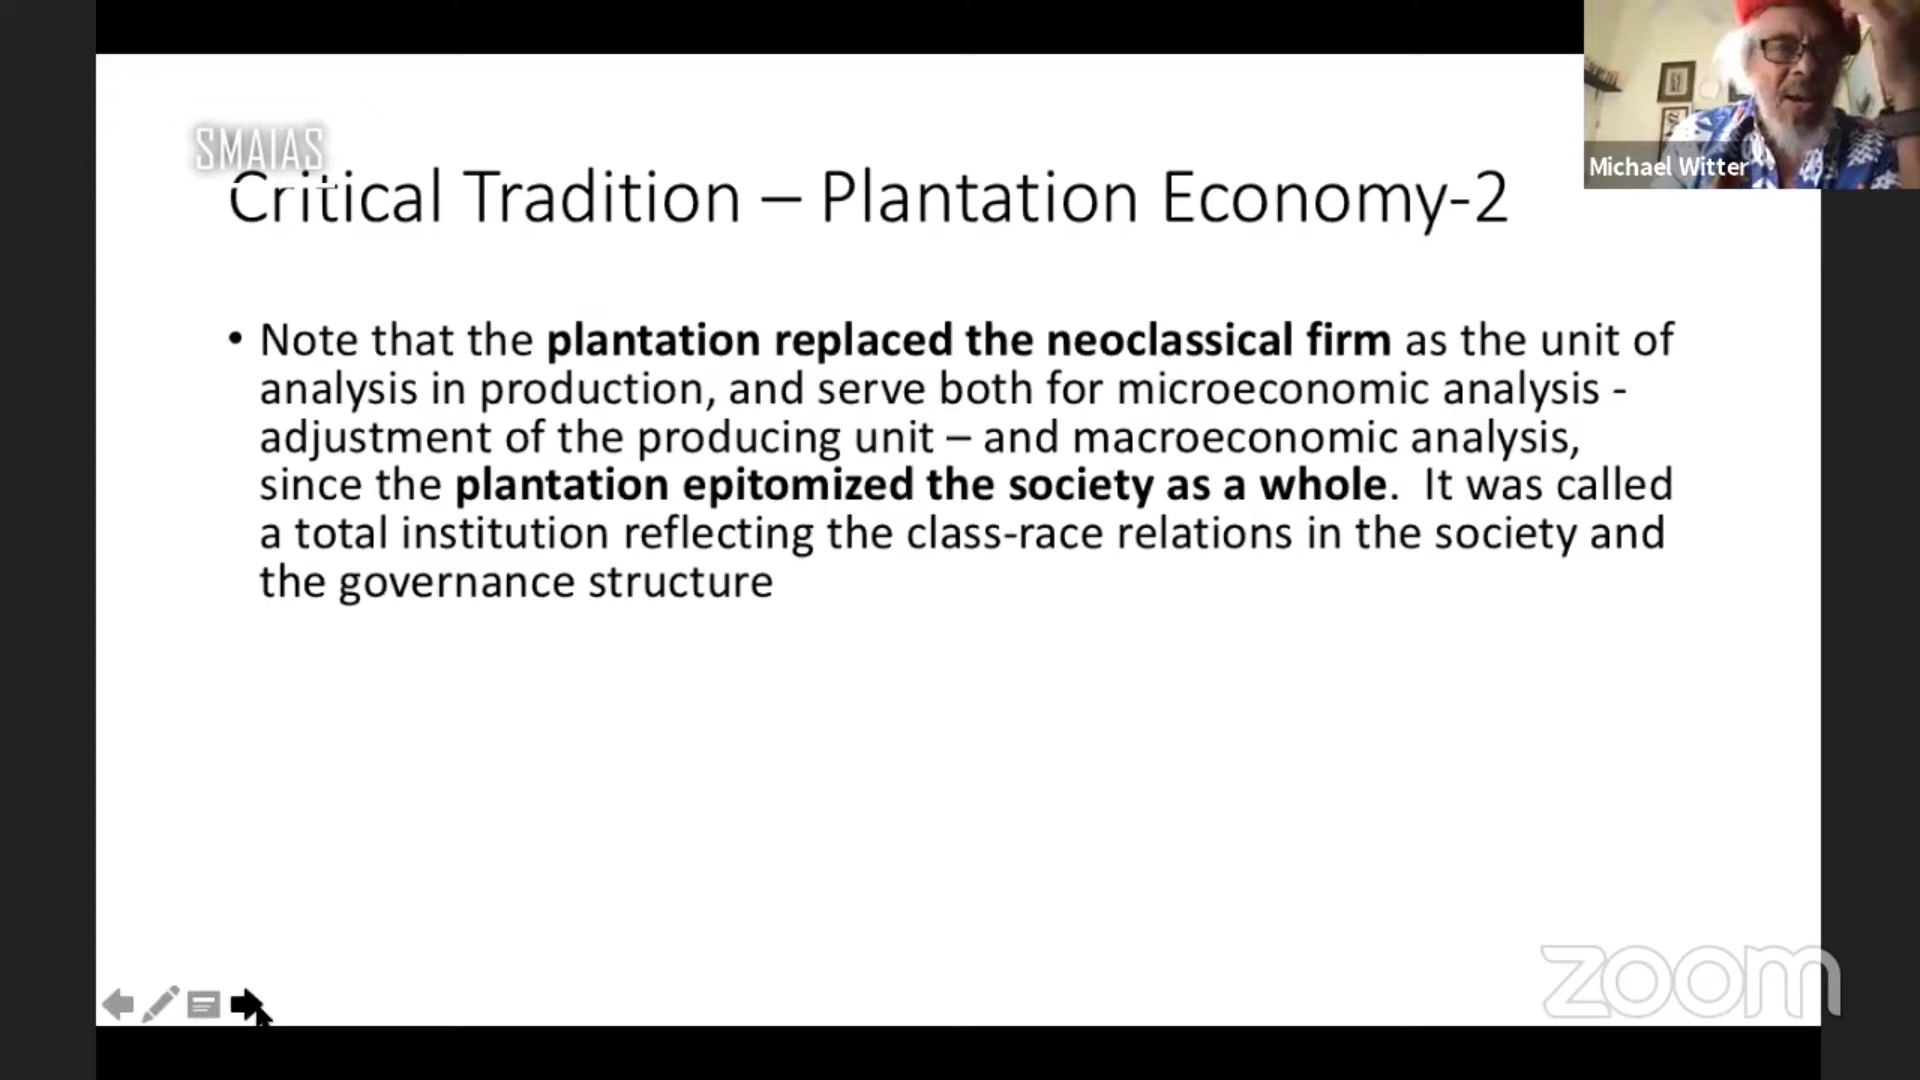 SMAIAS
Critical Tradition – Plantation Economy-2
Michael Witter
• Note that the plantation replaced the neoclassical firm as the unit of
analysis in production, and serve both for microeconomic analysis -
adjustment of the producing unit – and macroeconomic analysis,
since the plantation epitomized the society as a whole. It was called
a total institution reflecting the class-race relations in the society and
the governance structure
zoom